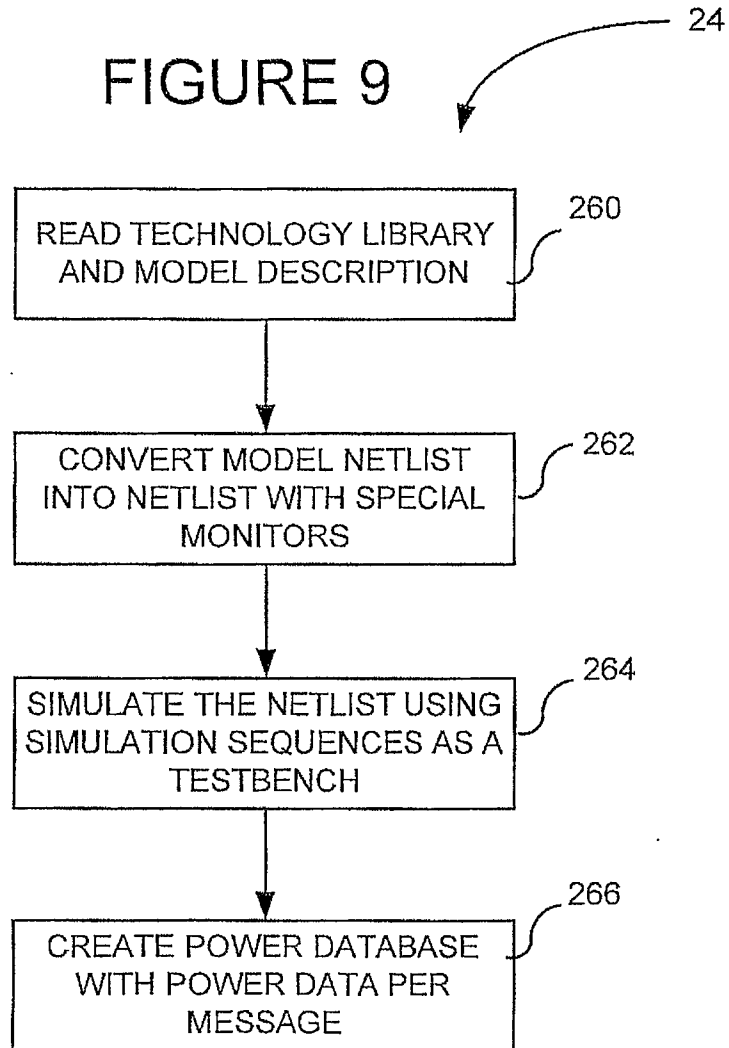 24
FIGURE 9
260
READ TECHNOLOGY LIBRARY
AND MODEL DESCRIPTION
262
CONVERT MODEL NETLIST
INTO NETLIST WITH SPECIAL
MONITORS
264
SIMULATE THE NETLIST USING
SIMULATION SEQUENCES AS A
TESTBENCH
266
CREATE POWER DATABASE
WITH POWER DATA PER
MESSAGE